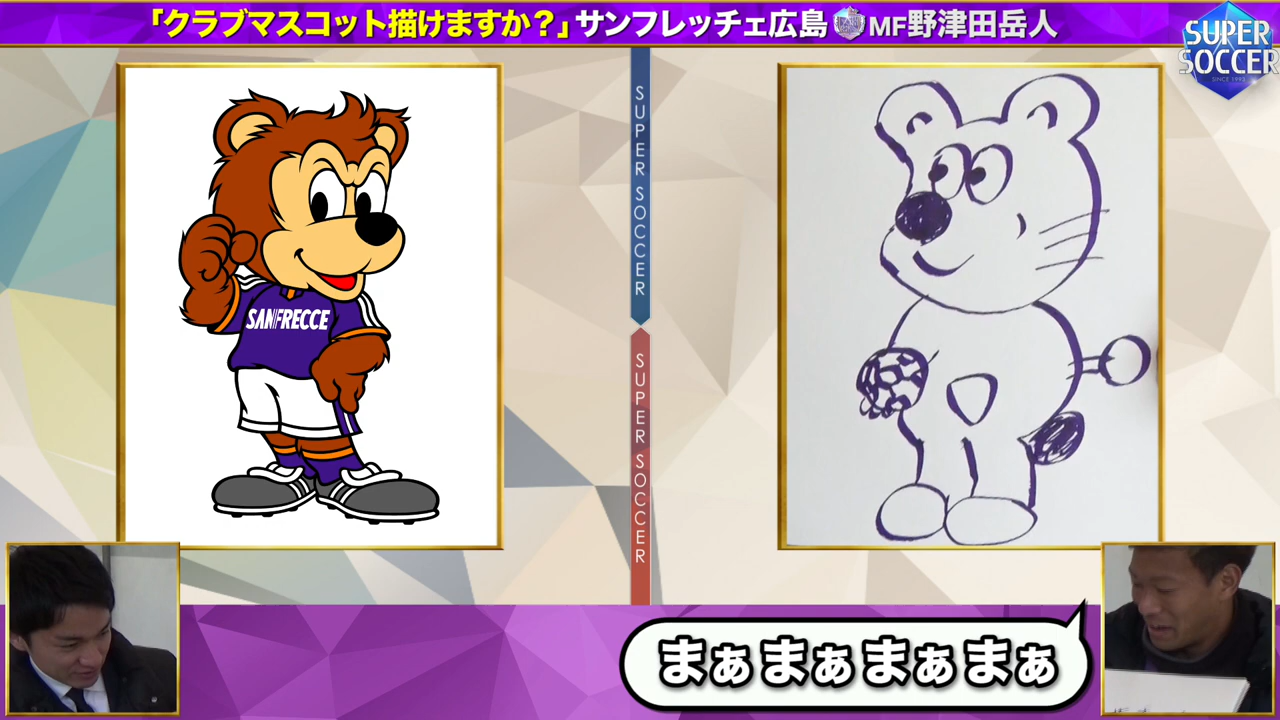 「クラブマスコット描けますか？」サンフレッチェ広島 MF野津田岳人
SUPER
SOCCER
SINCE 1993
SUPER SOCCER
SANFRECCE
SUPER SOCCER
まぁまぁまぁまぁ